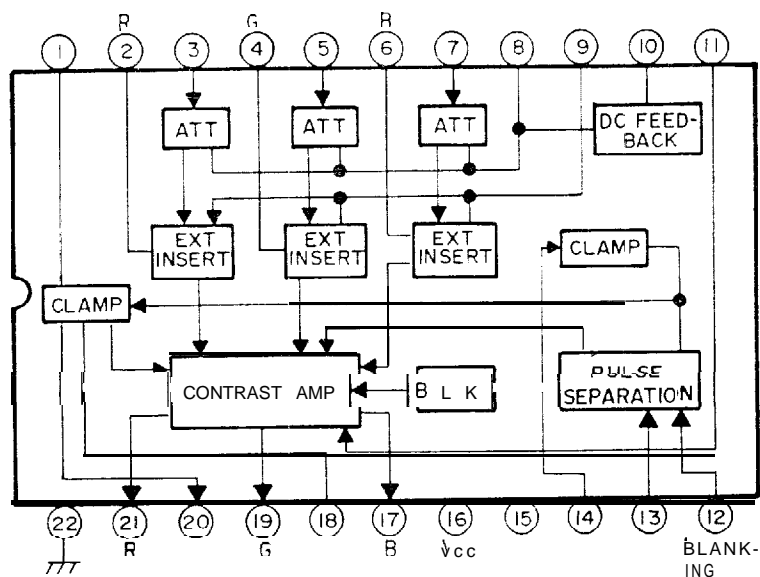 R G B
1 2 3 4 5 6 7 8 9 10 11
ATT ATT ATT DC FEED-
BACK
EXT
INSERT
EXT
INSERT
EXT
INSERT
CLAMP
CLAMP
CONTRAST AMP
B L K
PULSE
SEPARATION
22 21 20 19 18 17 16 15 14 13 12
R G B Vcc BLANK-
ING